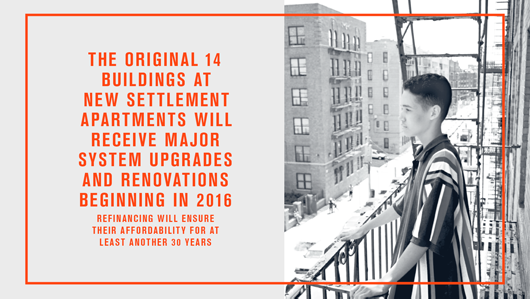 THE ORIGINAL 14
BUILDINGS AT
NEW SETTLEMENT
APARTMENTS WILL
RECEIVE MAJOR
SYSTEM UPGRADES
AND RENOVATIONS
BEGINNING IN 2016
REFINANCING WILL ENSURE
THEIR AFFORDABILITY FOR AT
LEAST ANOTHER 30 YEARS